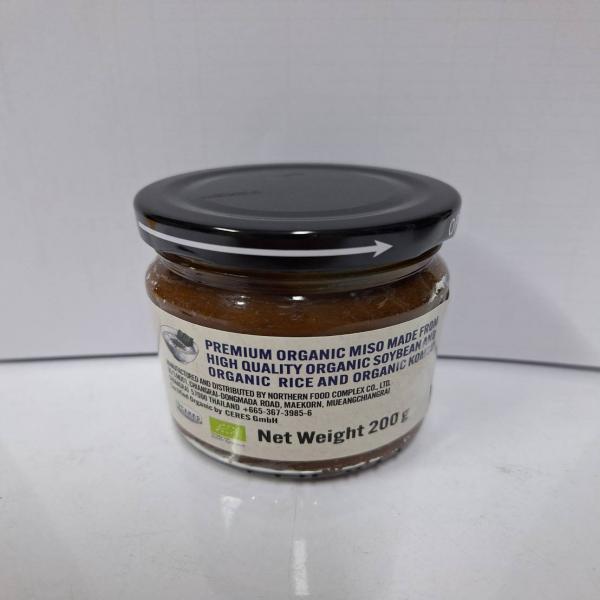 PREMIUM ORGANIC MISO MADE FROM
HIGH QUALITY ORGANIC SOYBEAN AND
ORGANIC RICE AND ORGANIC
MANUFACTURED AND DISTRIBUTED BY NORTHERN FOOD COMPLEX CO., LTD.
CHIANGRAI-DONGMADA ROAD, MAEKORN, MUEANGCHIANGRAI
57000 THAILAND +665-367-3985-6
Certified Organic by CERES GmbH
Net Weight 200 g